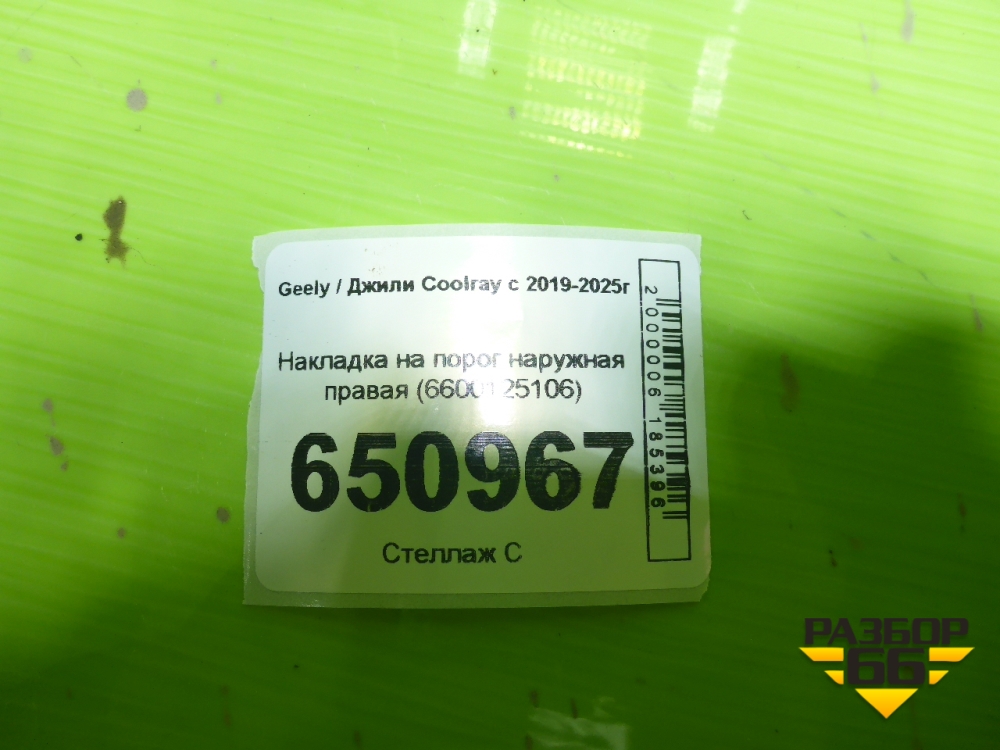 Geely / Джили Coolray с 2019-2025г
Накладка на порог наружная
правая (6600125106)
650967
Стеллаж С
2000006185396
РАЗБОР
66